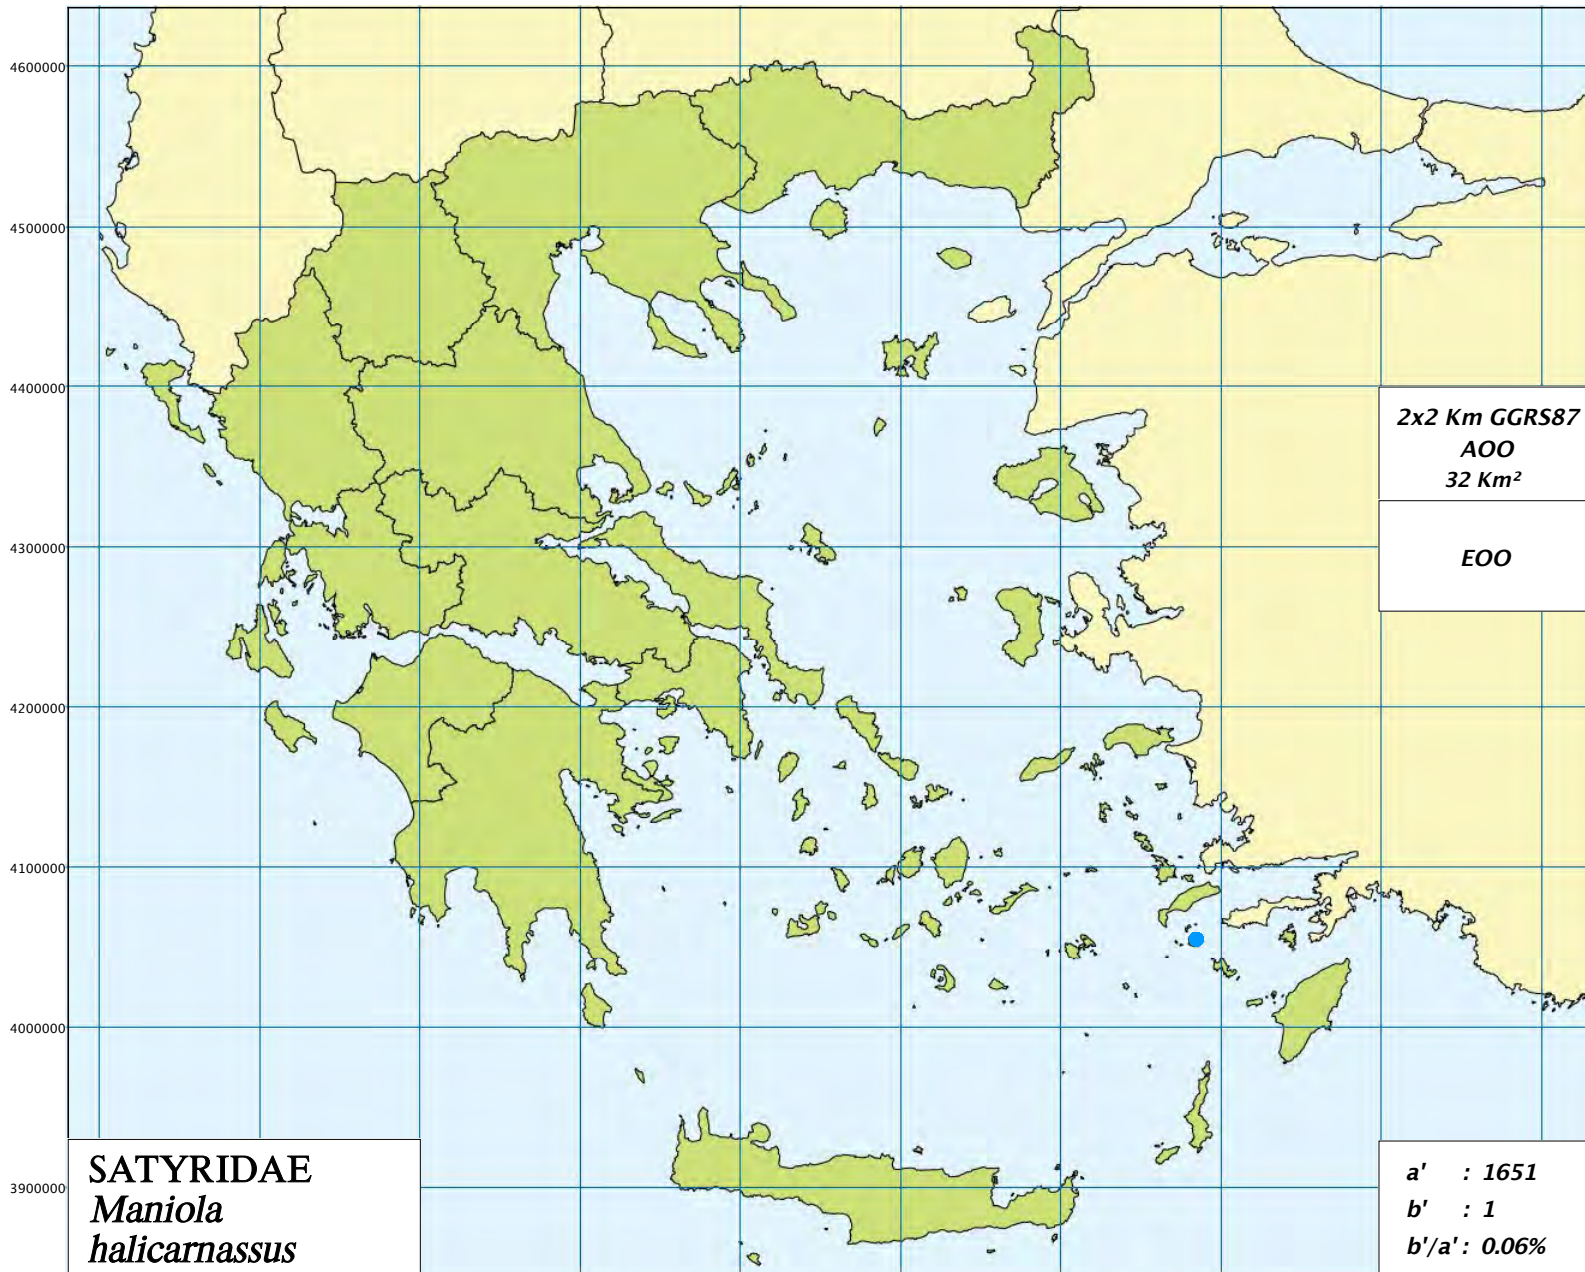 4600000
4500000
4400000
4300000
4200000
4100000
4000000
3900000
2x2 Km GGRS87
AOO
32 Km²
EOO
SATYRIDAE
Maniola
halicarnassus
a' : 1651
b' : 1
b'/a' : 0.06%